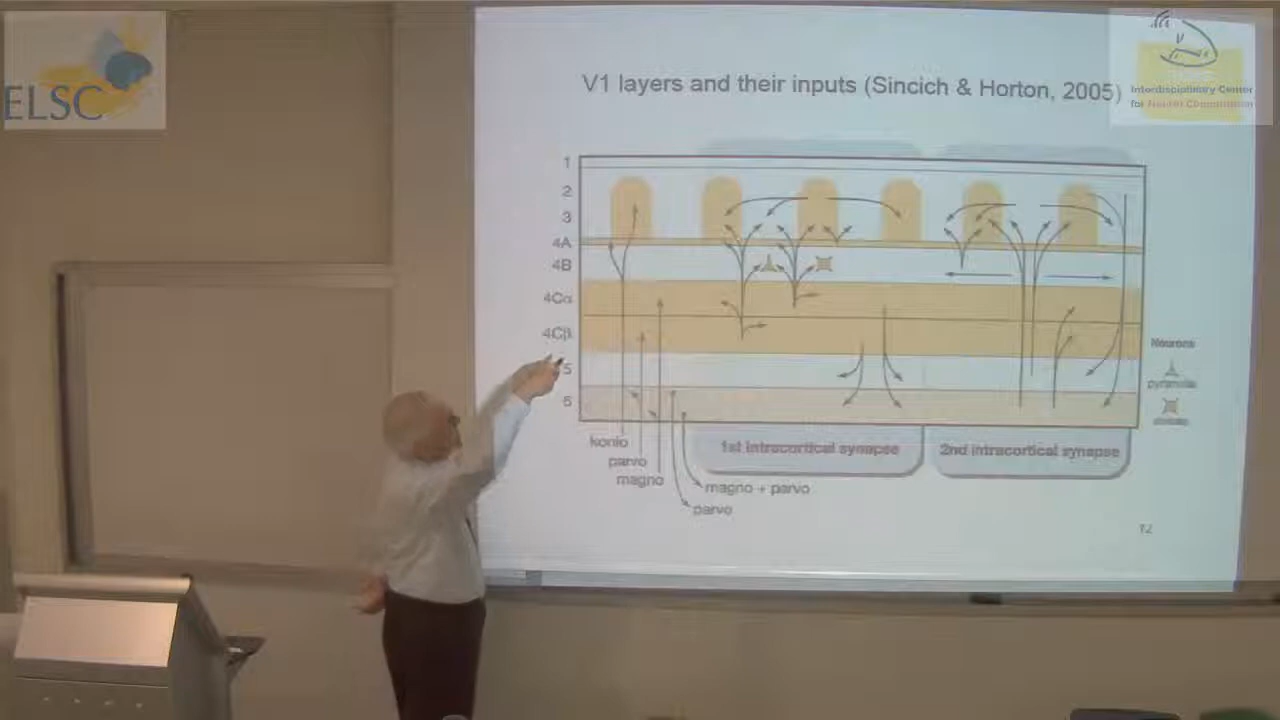 ELSC
V1 layers and their inputs (Sincich & Horton, 2005)
Interdisciplinary Center
for Neural Computation
1
2
3
4A
4B
4Cα
4Cβ
5
6
Neurons
pyramidal
stellate
konio
parvo
magno
1st intracortical synapse
2nd intracortical synapse
magno + parvo
parvo
12